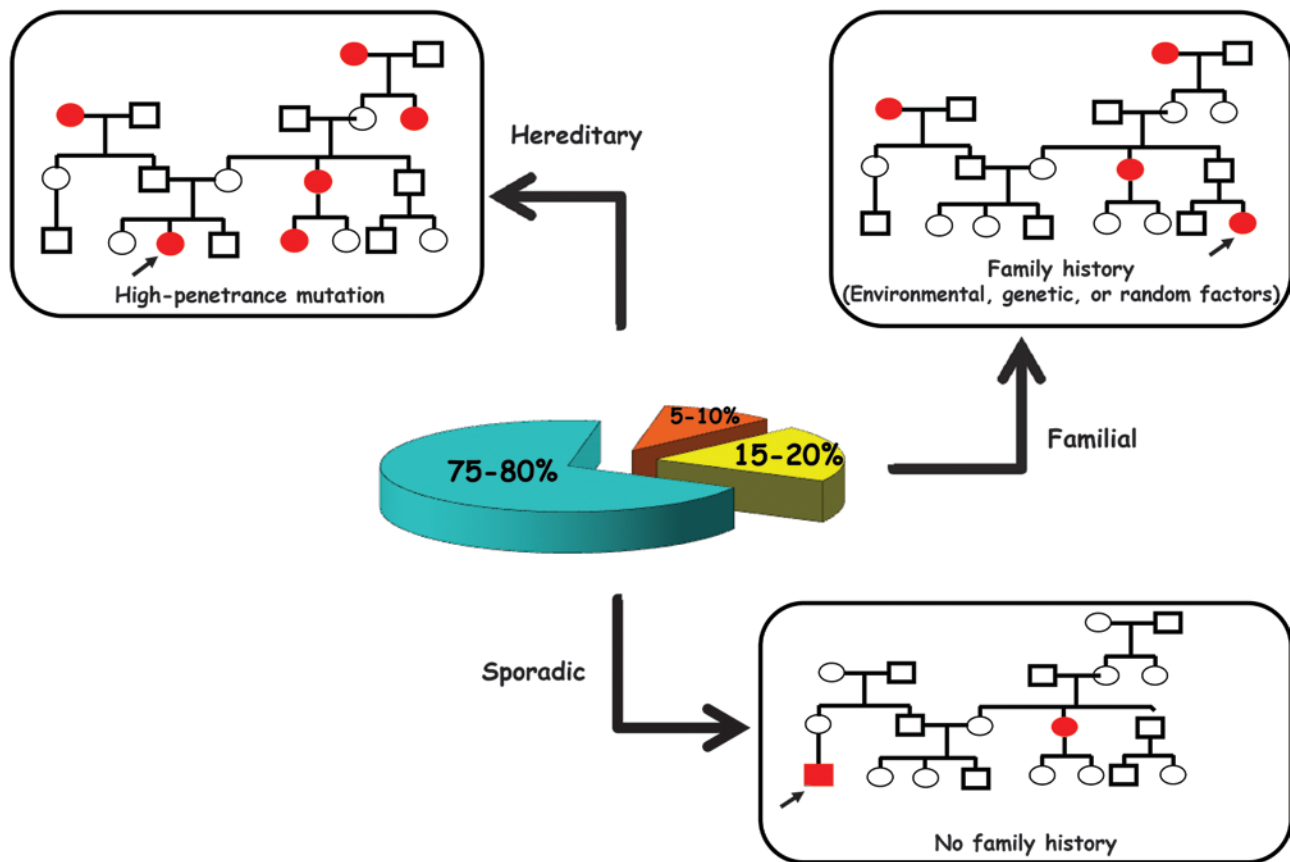 Hereditary
High-penetrance mutation
Family history
(Environmental, genetic, or random factors)
5-10%
75-80%
15-20%
Familial
Sporadic
No family history